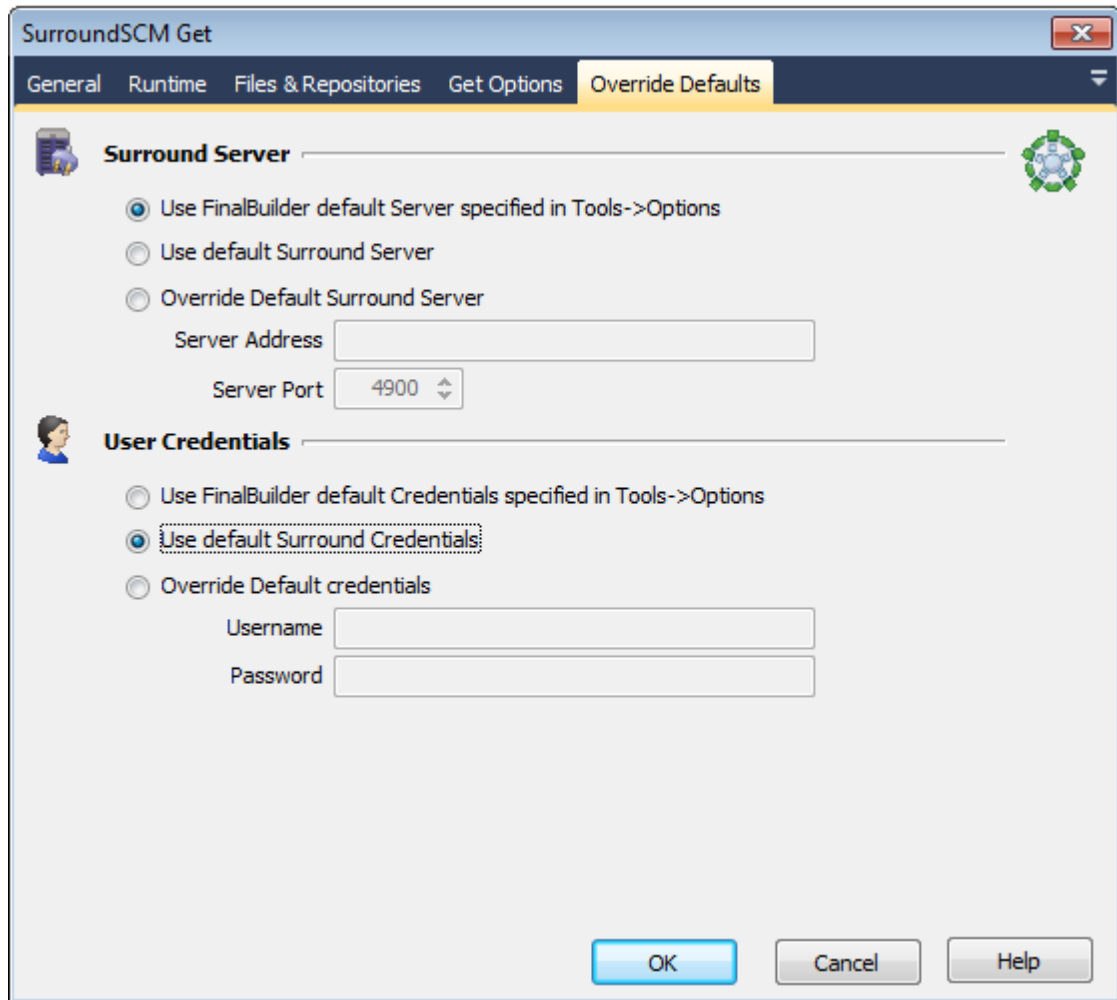 SurroundSCM Get
General Runtime Files & Repositories Get Options Override Defaults
Surround Server
Use FinalBuilder default Server specified in Tools->Options
Use default Surround Server
Override Default Surround Server
Server Address
Server Port 4900
User Credentials
Use FinalBuilder default Credentials specified in Tools->Options
Use default Surround Credentials
Override Default credentials
Username
Password
OK Cancel Help